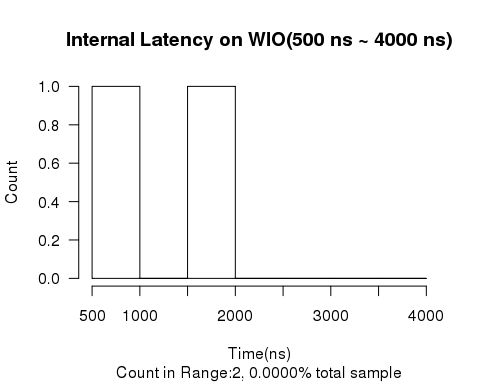 Internal Latency on WIO(500 ns ~ 4000 ns)
1.0
0.8
0.6
0.4
0.2
0.0
Count
500 1000 2000 3000 4000
Time(ns)
Count in Range:2, 0.0000% total sample